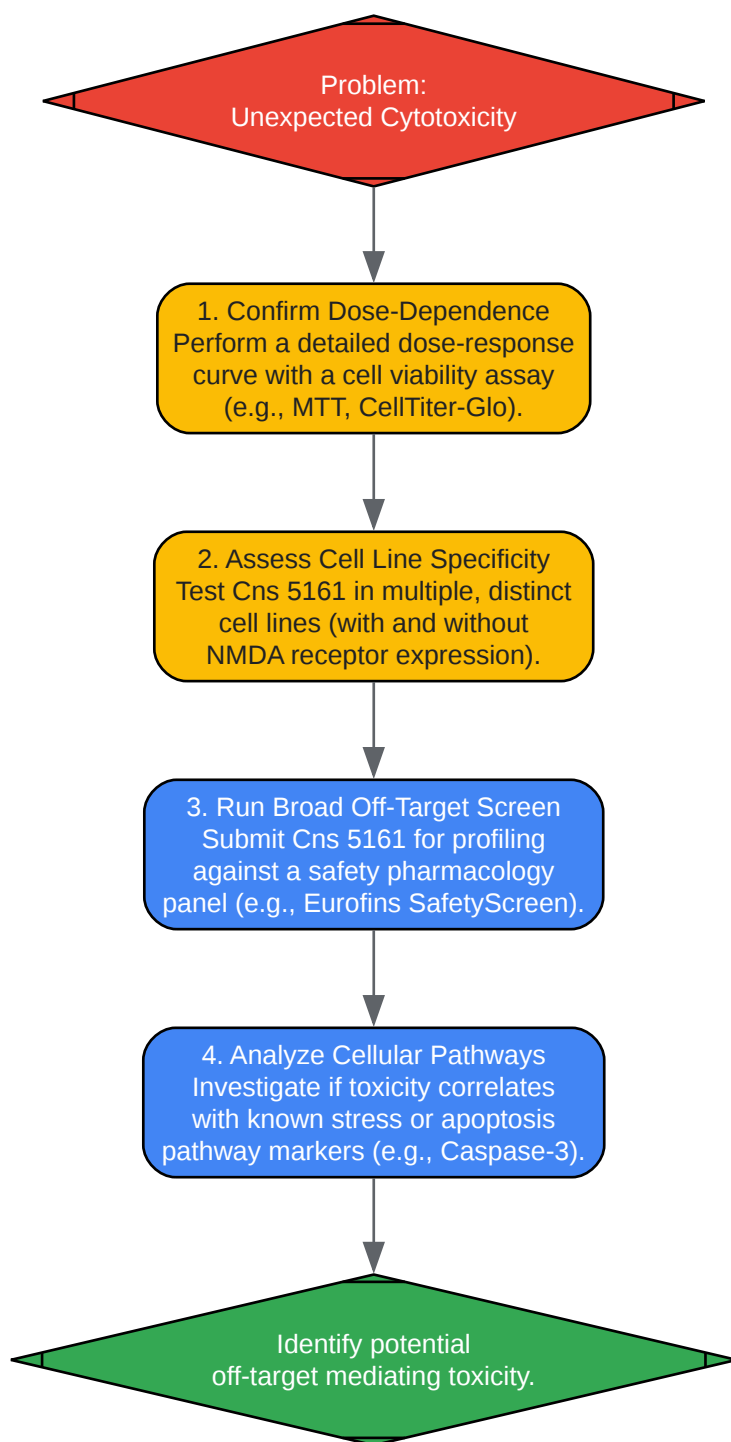 Problem:
Unexpected Cytotoxicity
1. Confirm Dose-Dependence
Perform a detailed dose-response
curve with a cell viability assay
(e.g., MTT, CellTiter-Glo).
2. Assess Cell Line Specificity
Test Cns 5161 in multiple, distinct
cell lines (with and without
NMDA receptor expression).
3. Run Broad Off-Target Screen
Submit Cns 5161 for profiling
against a safety pharmacology
panel (e.g., Eurofins SafetyScreen).
4. Analyze Cellular Pathways
Investigate if toxicity correlates
with known stress or apoptosis
pathway markers (e.g., Caspase-3).
Identify potential
off-target mediating toxicity.